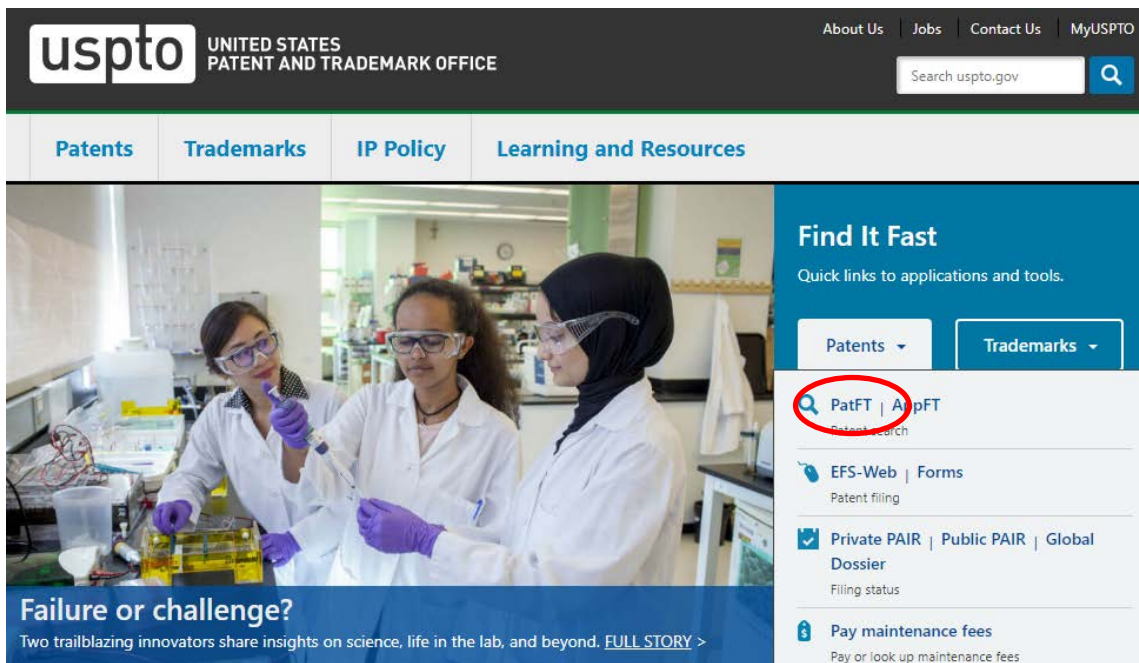 About Us Jobs Contact Us MyUSPTO
uspto UNITED STATES
PATENT AND TRADEMARK OFFICE
Search uspto.gov
Patents Trademarks IP Policy Learning and Resources
Find It Fast
Quick links to applications and tools.
Patents Trademarks
PatFT | AppFT
Patent search
EFS-Web | Forms
Patent filing
Private PAIR | Public PAIR | Global
Dossier
Filing status
Pay maintenance fees
Pay or look up maintenance fees
Failure or challenge?
Two trailblazing innovators share insights on science, life in the lab, and beyond. FULL STORY >